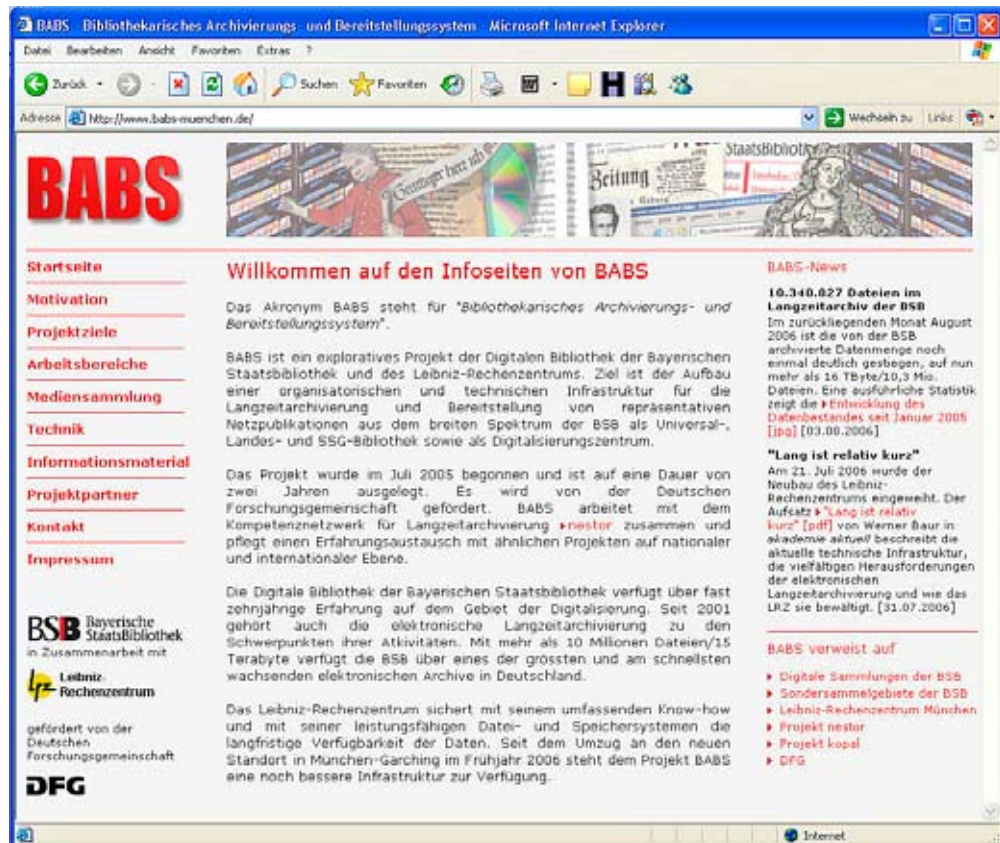 BABS - Bibliothekarisches Archivierungs- und Bereitstellungssystem - Microsoft Internet Explorer
Datei Bearbeiten Ansicht Favoriten Extras ?
Zurück Suchen Favoriten
Adresse http://www.babs-muenchen.de/ Wechseln zu Links
BABS
Zeitung
StaatsBibliothek
Startseite
Motivation
Projektziele
Arbeitsbereiche
Mediensammlung
Technik
Informationsmaterial
Projektpartner
Kontakt
Impressum
BSB Bayerische
StaatsBibliothek
in Zusammenarbeit mit
lrz Leibniz-
Rechenzentrum
gefördert von der
Deutschen
Forschungsgemeinschaft
DFG
Willkommen auf den Infoseiten von BABS
Das Akronym BABS steht für "Bibliothekarisches Archivierungs- und
Bereitstellungssystem".
BABS ist ein exploratives Projekt der Digitalen Bibliothek der Bayerischen
Staatsbibliothek und des Leibniz-Rechenzentrums. Ziel ist der Aufbau
einer organisatorischen und technischen Infrastruktur für die
Langzeitarchivierung und Bereitstellung von repräsentativen
Netzpublikationen aus dem breiten Spektrum der BSB als Universal-,
Landes- und SSG-Bibliothek sowie als Digitalisierungszentrum.
Das Projekt wurde im Juli 2005 begonnen und ist auf eine Dauer von
zwei Jahren ausgelegt. Es wird von der Deutschen
Forschungsgemeinschaft gefördert. BABS arbeitet mit dem
Kompetenznetzwerk für Langzeitarchivierung nestor zusammen und
pflegt einen Erfahrungsaustausch mit ähnlichen Projekten auf nationaler
und internationaler Ebene.
Die Digitale Bibliothek der Bayerischen Staatsbibliothek verfügt über fast
zehnjährige Erfahrung auf dem Gebiet der Digitalisierung. Seit 2001
gehört auch die elektronische Langzeitarchivierung zu den
Schwerpunkten ihrer Atkivitäten. Mit mehr als 10 Millionen Dateien/15
Terabyte verfügt die BSB über eines der grössten und am schnellsten
wachsenden elektronischen Archive in Deutschland.
Das Leibniz-Rechenzentrum sichert mit seinem umfassenden Know-how
und mit seiner leistungsfähigen Datei- und Speichersystemen die
langfristige Verfügbarkeit der Daten. Seit dem Umzug an den neuen
Standort in München-Garching im Frühjahr 2006 steht dem Projekt BABS
eine noch bessere Infrastruktur zur Verfügung.
BABS-News
10.340.827 Dateien im
Langzeitarchiv der BSB
Im zurückliegenden Monat August
2006 ist die von der BSB
archivierte Datenmenge noch
einmal deutlich gestiegen, auf nun
mehr als 16 TByte/10,3 Mio.
Dateien. Eine ausführliche Statistik
zeigt die Entwicklung des
Datenbestandes seit Januar 2005
[jpg] [03.08.2006]
"Lang ist relativ kurz"
Am 21. Juli 2006 wurde der
Neubau des Leibniz-
Rechenzentrums eingeweiht. Der
Aufsatz "Lang ist relativ
kurz" [pdf] von Werner Baur in
akademie aktuell beschreibt die
aktuelle technische Infrastruktur,
die vielfältigen Herausforderungen
der elektronischen
Langzeitarchivierung und wie das
LRZ sie bewältigt. [31.07.2006]
BABS verweist auf
Digitale Sammlungen der BSB
Sondersammelgebiete der BSB
Leibniz-Rechenzentrum München
Projekt nestor
Projekt kopal
DFG
Internet